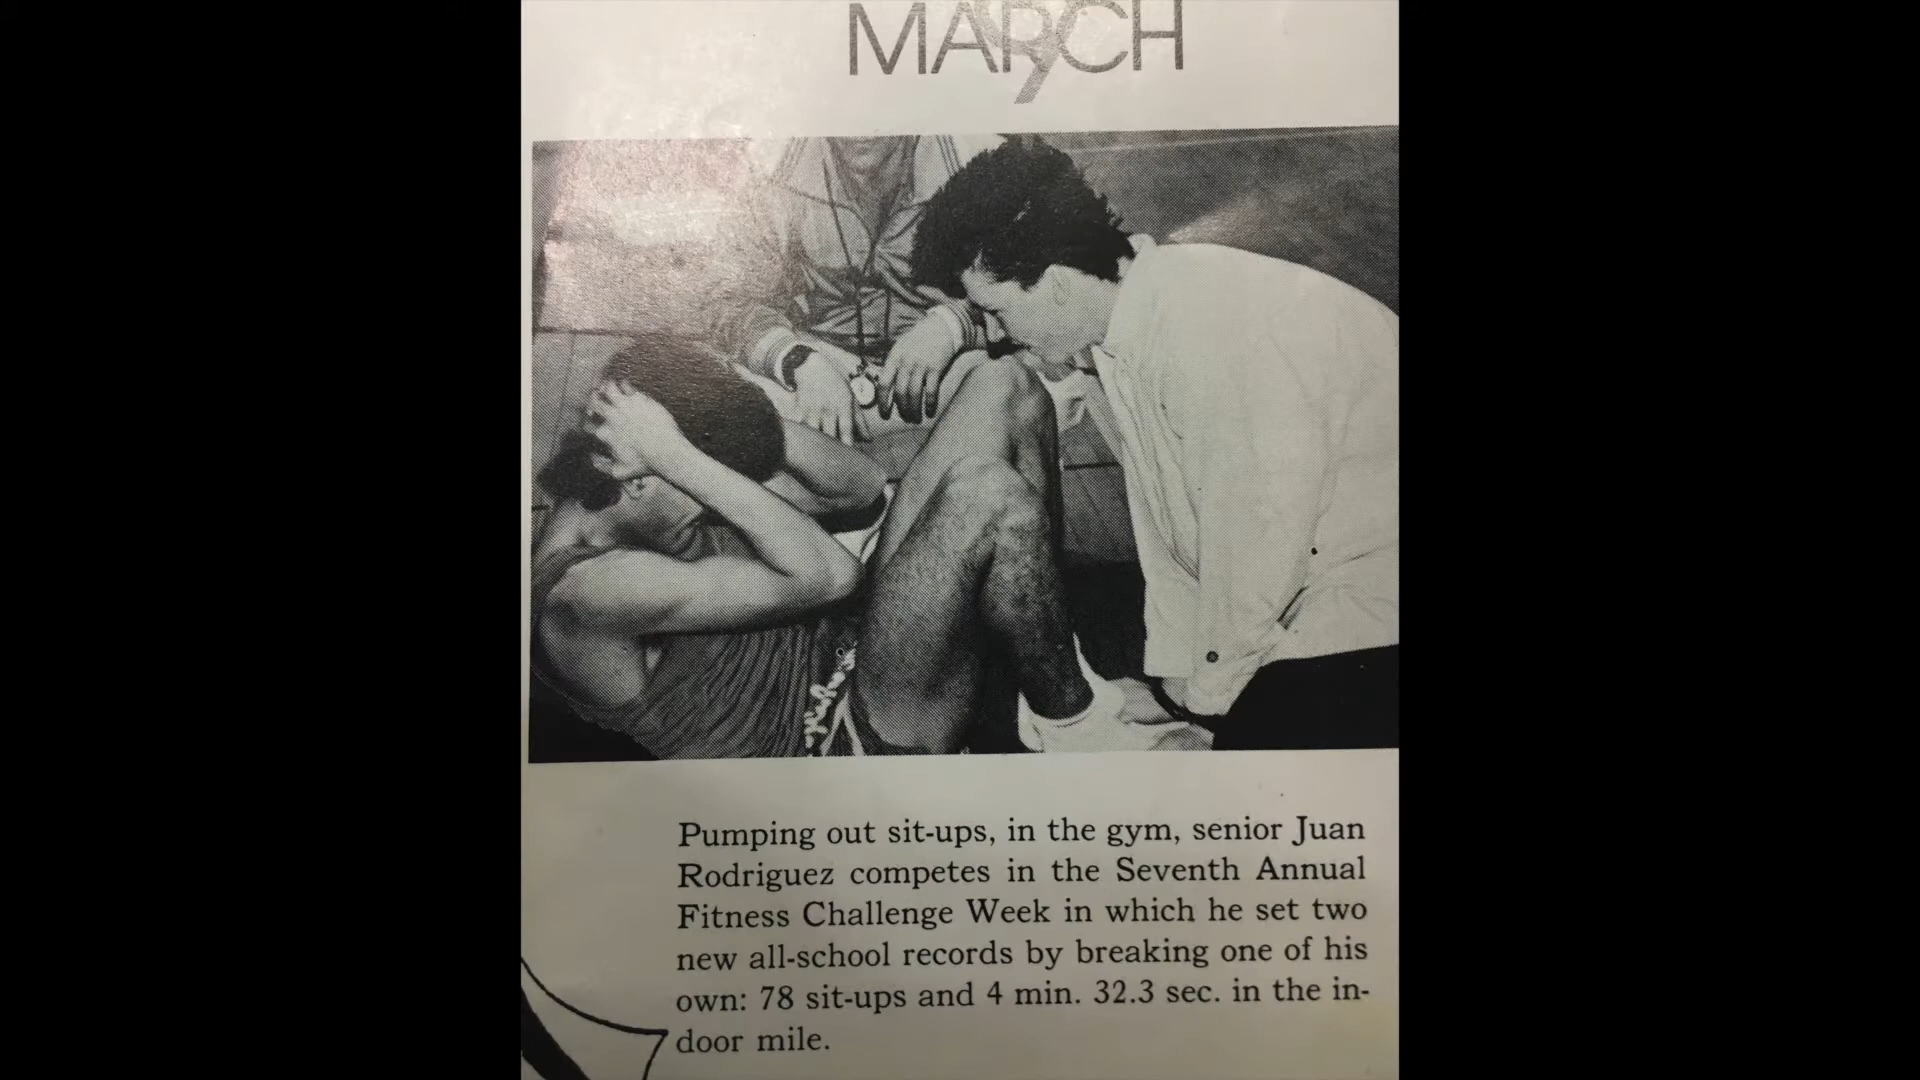 MARCH
9
Pumping out sit-ups, in the gym, senior Juan
Rodriguez competes in the Seventh Annual
Fitness Challenge Week in which he set two
new all-school records by breaking one of his
own: 78 sit-ups and 4 min. 32.3 sec. in the in-
door mile.